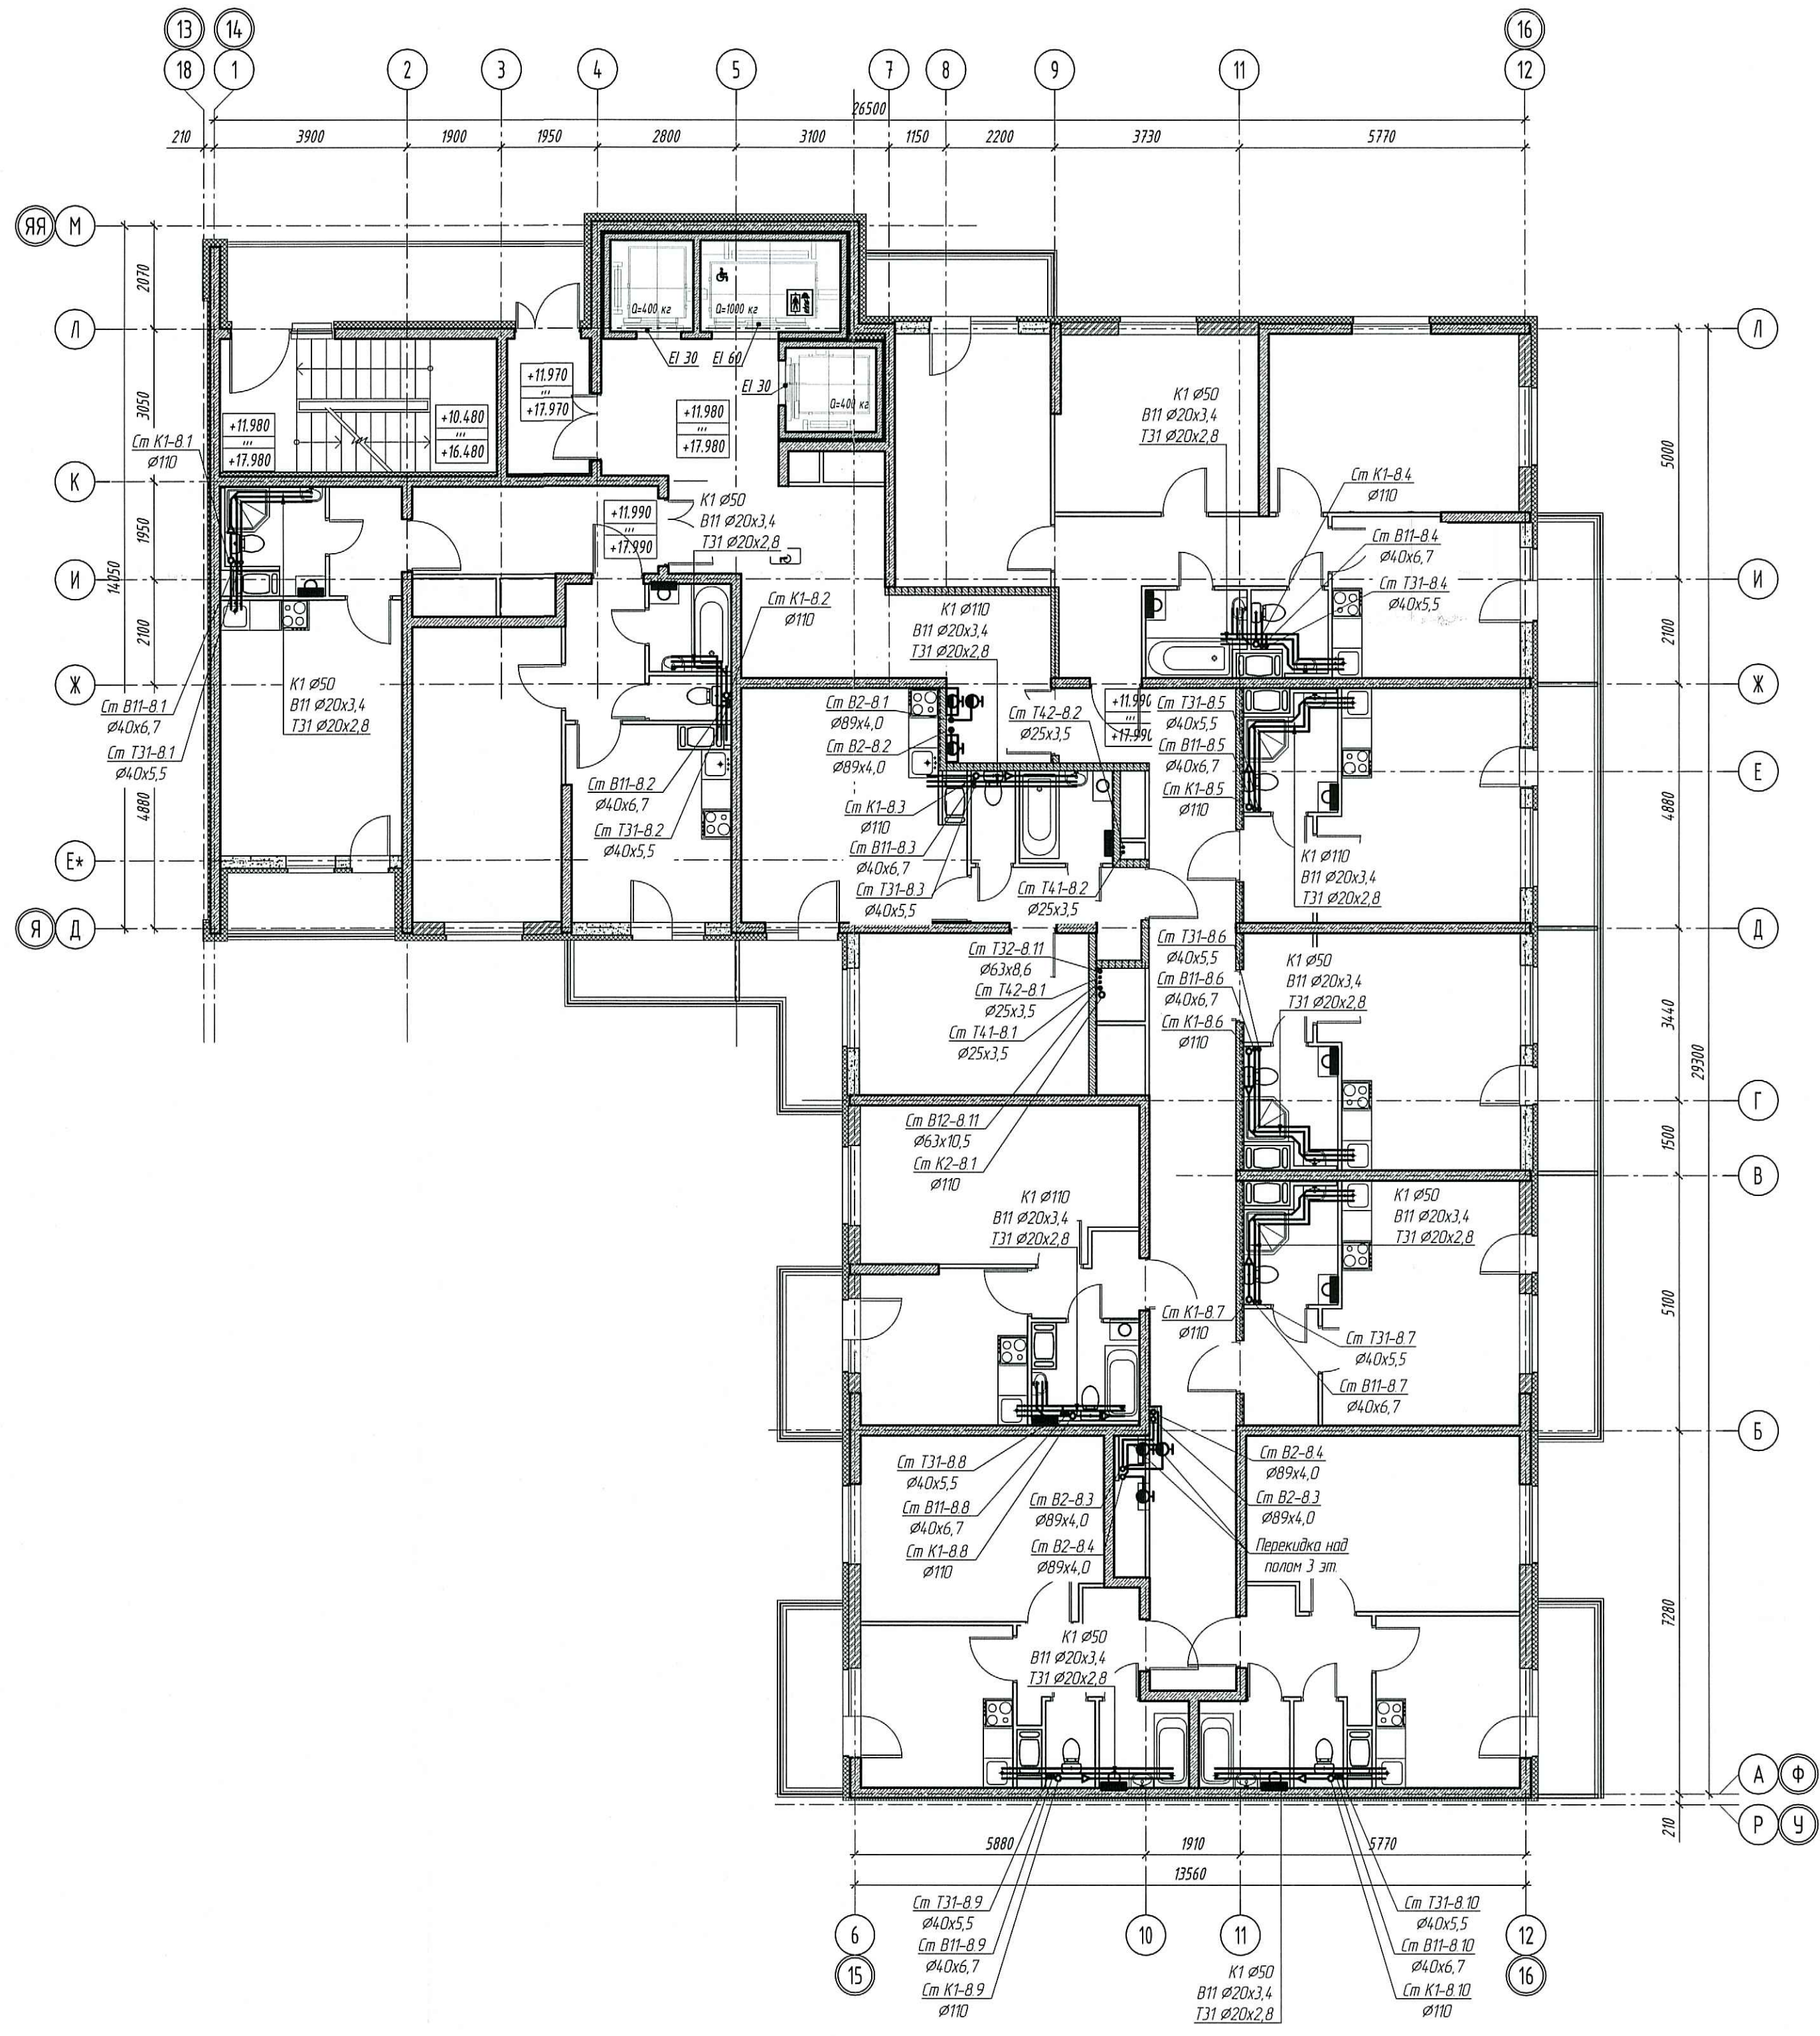 13 14 16
18 1 2 3 4 5 7 8 9 11 12
26500
210 3900 1900 1950 2800 3100 1150 2200 3730 5770
ЯЯ М
2070
Q=400 кг
Q=1000 кг
Л Л
EI 30 EI 60
EI 30
Q=400 кг
3050
+11.970
'''
+17.970
+11.980
'''
+17.980
+10.480
'''
+16.480
+11.980
'''
+17.980
К1 Ø50
В11 Ø20х3,4
Т31 Ø20х2,8
5000
Ст К1-8.1
Ø110
К
Ст К1-8.4
Ø110
1950
14050
+11.990
'''
+17.990
К1 Ø50
В11 Ø20х3,4
Т31 Ø20х2,8
Ст В11-8.4
Ø40х6,7
Ст Т31-8.4
Ø40х5,5
И И
2100
Ст К1-8.2
Ø110
К1 Ø110
В11 Ø20х3,4
Т31 Ø20х2,8
2100
Ж Ж
Ст В11-8.1
Ø40х6,7
Ст Т31-8.1
Ø40х5,5
К1 Ø50
В11 Ø20х3,4
Т31 Ø20х2,8
Ст В2-8.1
Ø89х4,0
Ст В2-8.2
Ø89х4,0
Ст Т42-8.2
Ø25х3,5
+11.990
'''
+17.990
Ст Т31-8.5
Ø40х5,5
Ст В11-8.5
Ø40х6,7
Ст К1-8.5
Ø110
Е
4880
4880
Ст В11-8.2
Ø40х6,7
Ст Т31-8.2
Ø40х5,5
Ст К1-8.3
Ø110
Ст В11-8.3
Ø40х6,7
Ст Т31-8.3
Ø40х5,5
Ст Т41-8.2
Ø25х3,5
К1 Ø110
В11 Ø20х3,4
Т31 Ø20х2,8
Е*
Я Д Д
Ст Т32-8.11
Ø63х8,6
Ст Т42-8.1
Ø25х3,5
Ст Т41-8.1
Ø25х3,5
Ст Т31-8.6
Ø40х5,5
Ст В11-8.6
Ø40х6,7
Ст К1-8.6
Ø110
К1 Ø50
В11 Ø20х3,4
Т31 Ø20х2,8
3440
29300
Г
Ст В12-8.11
Ø63х10,5
Ст К2-8.1
Ø110
1500
В
К1 Ø110
В11 Ø20х3,4
Т31 Ø20х2,8
К1 Ø50
В11 Ø20х3,4
Т31 Ø20х2,8
5100
Ст К1-8.7
Ø110
Ст Т31-8.7
Ø40х5,5
Ст В11-8.7
Ø40х6,7
Б
Ст Т31-8.8
Ø40х5,5
Ст В11-8.8
Ø40х6,7
Ст К1-8.8
Ø110
Ст В2-8.3
Ø89х4,0
Ст В2-8.4
Ø89х4,0
Ст В2-8.4
Ø89х4,0
Ст В2-8.3
Ø89х4,0
Перекидка над
полом 3 эт.
7280
К1 Ø50
В11 Ø20х3,4
Т31 Ø20х2,8
А Ф
210
Р У
5880 1910 5770
13560
Ст Т31-8.9
Ø40х5,5
Ст В11-8.9
Ø40х6,7
Ст К1-8.9
Ø110
Ст Т31-8.10
Ø40х5,5
Ст В11-8.10
Ø40х6,7
Ст К1-8.10
Ø110
6 10 11 12
15 16
К1 Ø50
В11 Ø20х3,4
Т31 Ø20х2,8